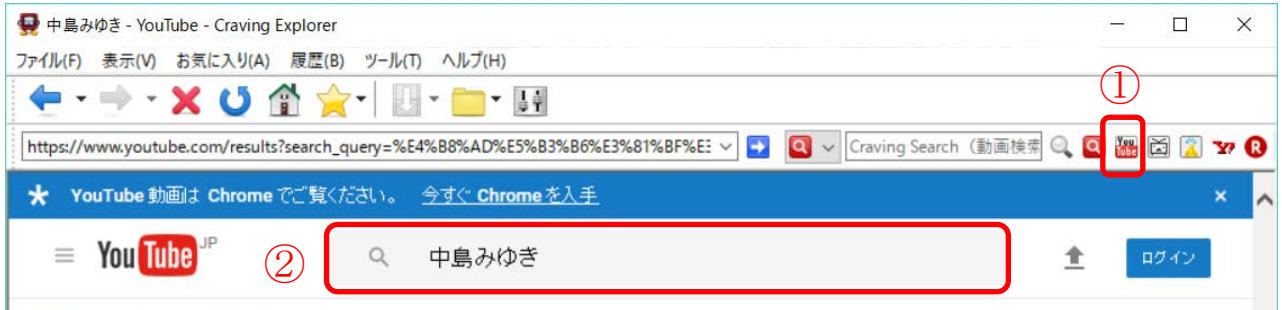 中島みゆき - YouTube - Craving Explorer
ファイル(F) 表示(V) お気に入り(A) 履歴(B) ツール(T) ヘルプ(H)
①
https://www.youtube.com/results?search_query=%E4%B8%AD%E5%B3%B6%E3%81%BF%E3 Craving Search (動画検索 You Tube Y? R
YouTube 動画は Chrome でご覧ください。 今すぐ Chrome を入手 ×
You Tube JP ② 中島みゆき ログイン